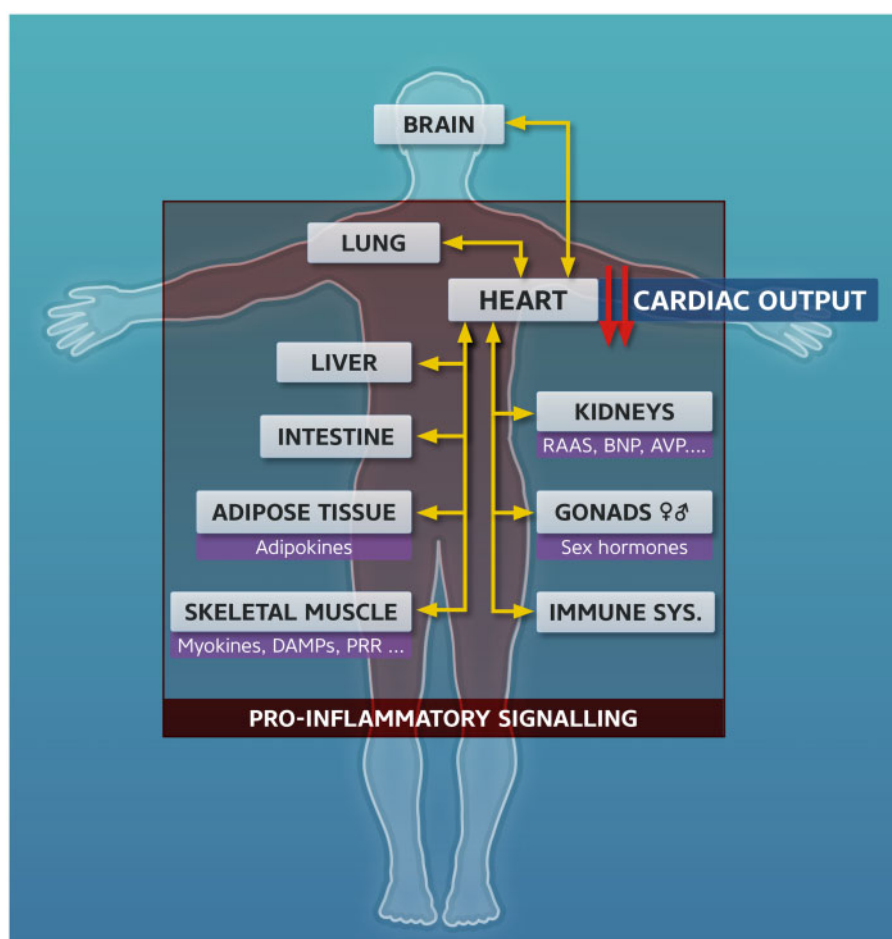 BRAIN
LUNG
HEART
CARDIAC OUTPUT
LIVER
KIDNEYS
RAAS, BNP, AVP....
INTESTINE
ADIPOSE TISSUE
Adipokines
GONADS ♀♂
Sex hormones
SKELETAL MUSCLE
Myokines, DAMPs, PRR ...
IMMUNE SYS.
PRO-INFLAMMATORY SIGNALLING